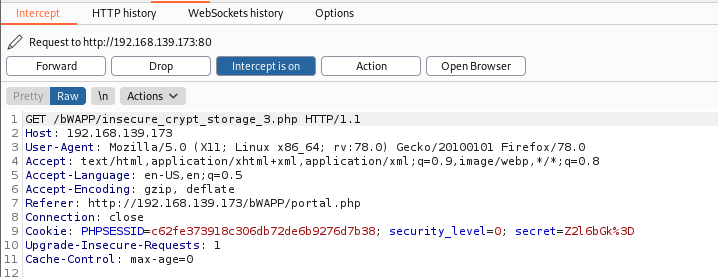 Intercept HTTP history WebSockets history Options
Request to http://192.168.139.173:80
Forward Drop Intercept is on Action Open Browser
Pretty Raw \n Actions
1 GET /bWAPP/insecure_crypt_storage_3.php HTTP/1.1
2 Host: 192.168.139.173
3 User-Agent: Mozilla/5.0 (X11; Linux x86_64; rv:78.0) Gecko/20100101 Firefox/78.0
4 Accept: text/html,application/xhtml+xml,application/xml;q=0.9,image/webp,*/*;q=0.8
5 Accept-Language: en-US,en;q=0.5
6 Accept-Encoding: gzip, deflate
7 Referer: http://192.168.139.173/bWAPP/portal.php
8 Connection: close
9 Cookie: PHPSESSID=c62fe373918c306db72de6b9276d7b38; security_level=0; secret=Z2l6bGk%3D
10 Upgrade-Insecure-Requests: 1
11 Cache-Control: max-age=0
12